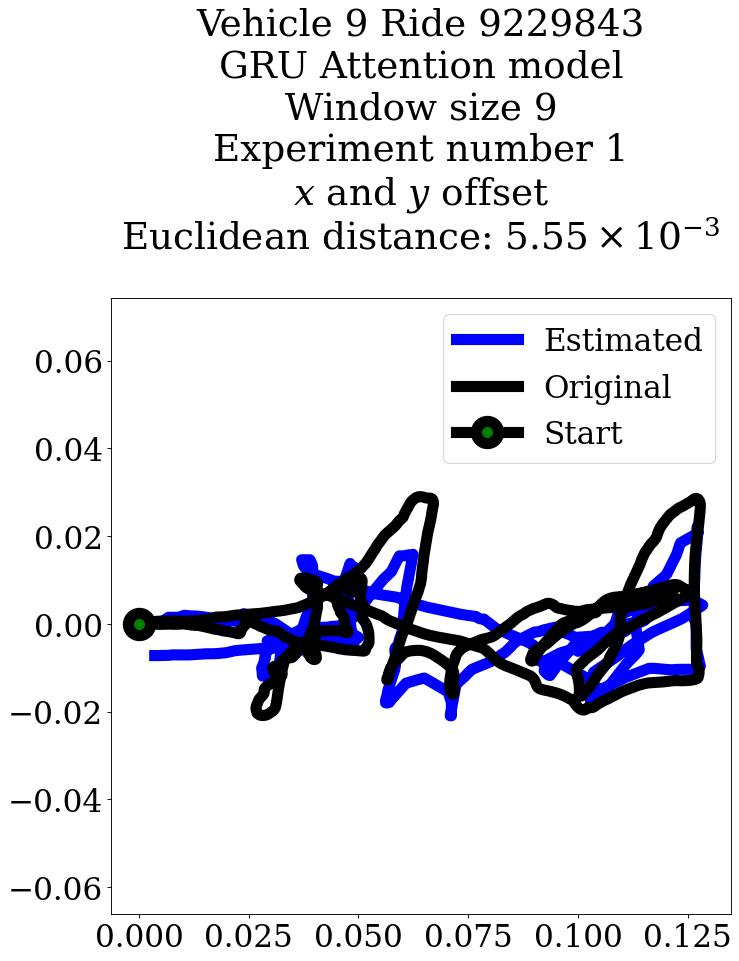 Vehicle 9 Ride 9229843
GRU Attention model
Window size 9
Experiment number 1
x and y offset
Euclidean distance: 5.55 × 10⁻³
Estimated
Original
Start
0.06
0.04
0.02
0.00
−0.02
−0.04
−0.06
0.000 0.025 0.050 0.075 0.100 0.125